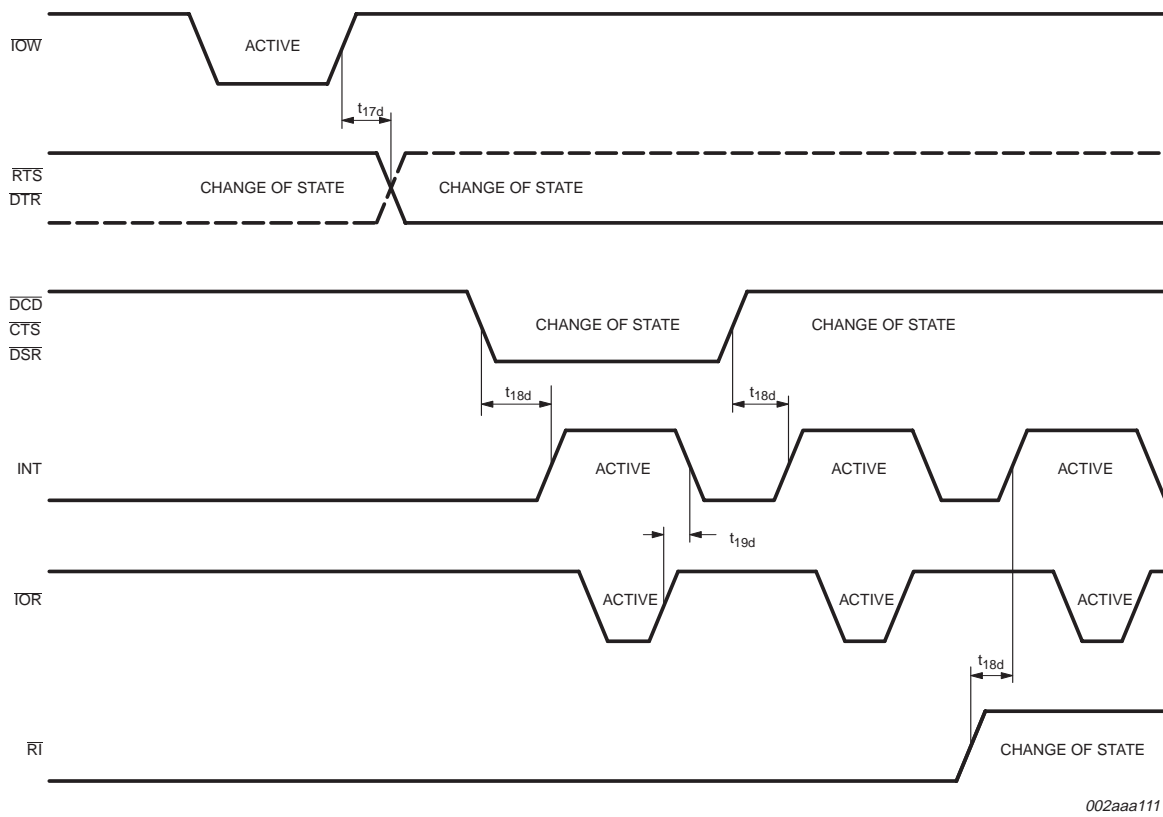 IOW
ACTIVE
t17d
RTS
DTR
CHANGE OF STATE
CHANGE OF STATE
DCD
CTS
DSR
CHANGE OF STATE
CHANGE OF STATE
t18d
t18d
INT
ACTIVE
ACTIVE
ACTIVE
t19d
IOR
ACTIVE
ACTIVE
ACTIVE
t18d
RI
CHANGE OF STATE
002aaa111